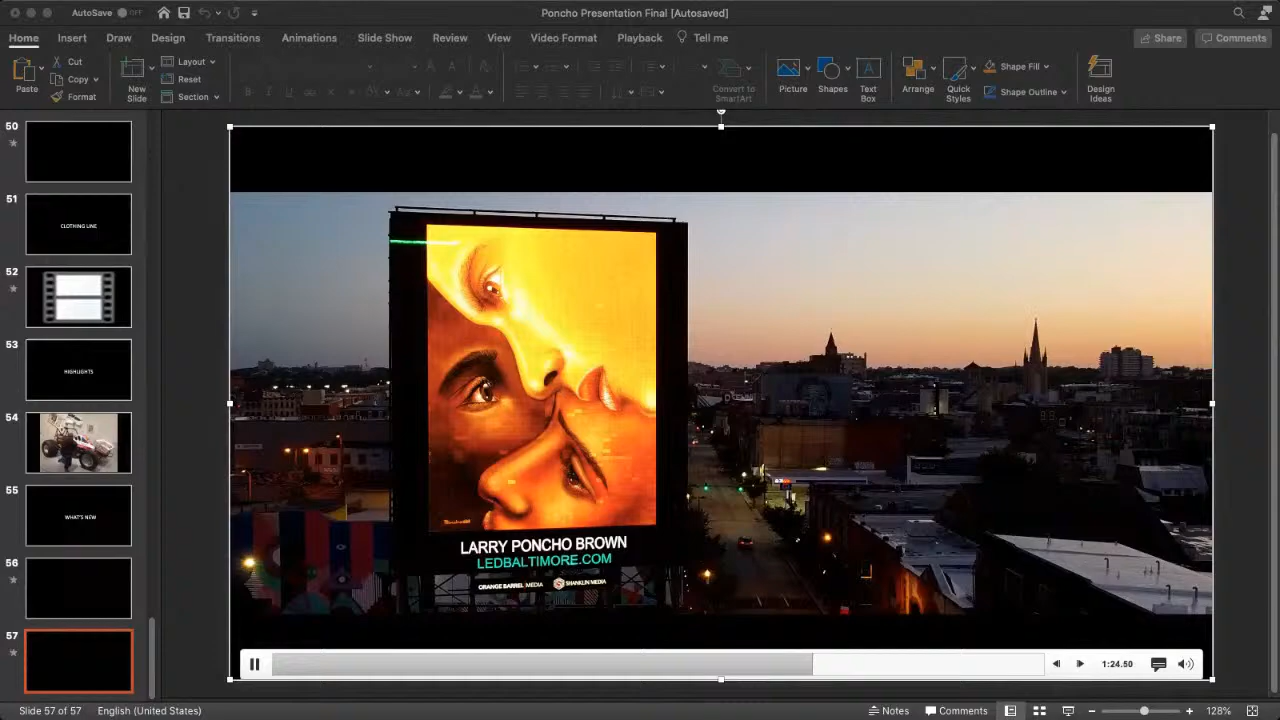 AutoSave OFF
Poncho Presentation Final [Autosaved]
Home Insert Draw Design Transitions Animations Slide Show Review View Video Format Playback Tell me
Share Comments
Paste
Cut
Copy
Format
New Slide
Layout
Reset
Section
Convert to SmartArt
Picture
Shapes
Text Box
Arrange
Quick Styles
Shape Fill
Shape Outline
Design Ideas
50
51
CLOTHING LINE
52
53
HIGHLIGHTS
54
55
WHAT'S NEW
56
57
LARRY PONCHO BROWN
LEDBALTIMORE.COM
ORANGE BARREL MEDIA SHANKLIN MEDIA
1:24.50
Slide 57 of 57 English (United States)
Notes Comments 128%